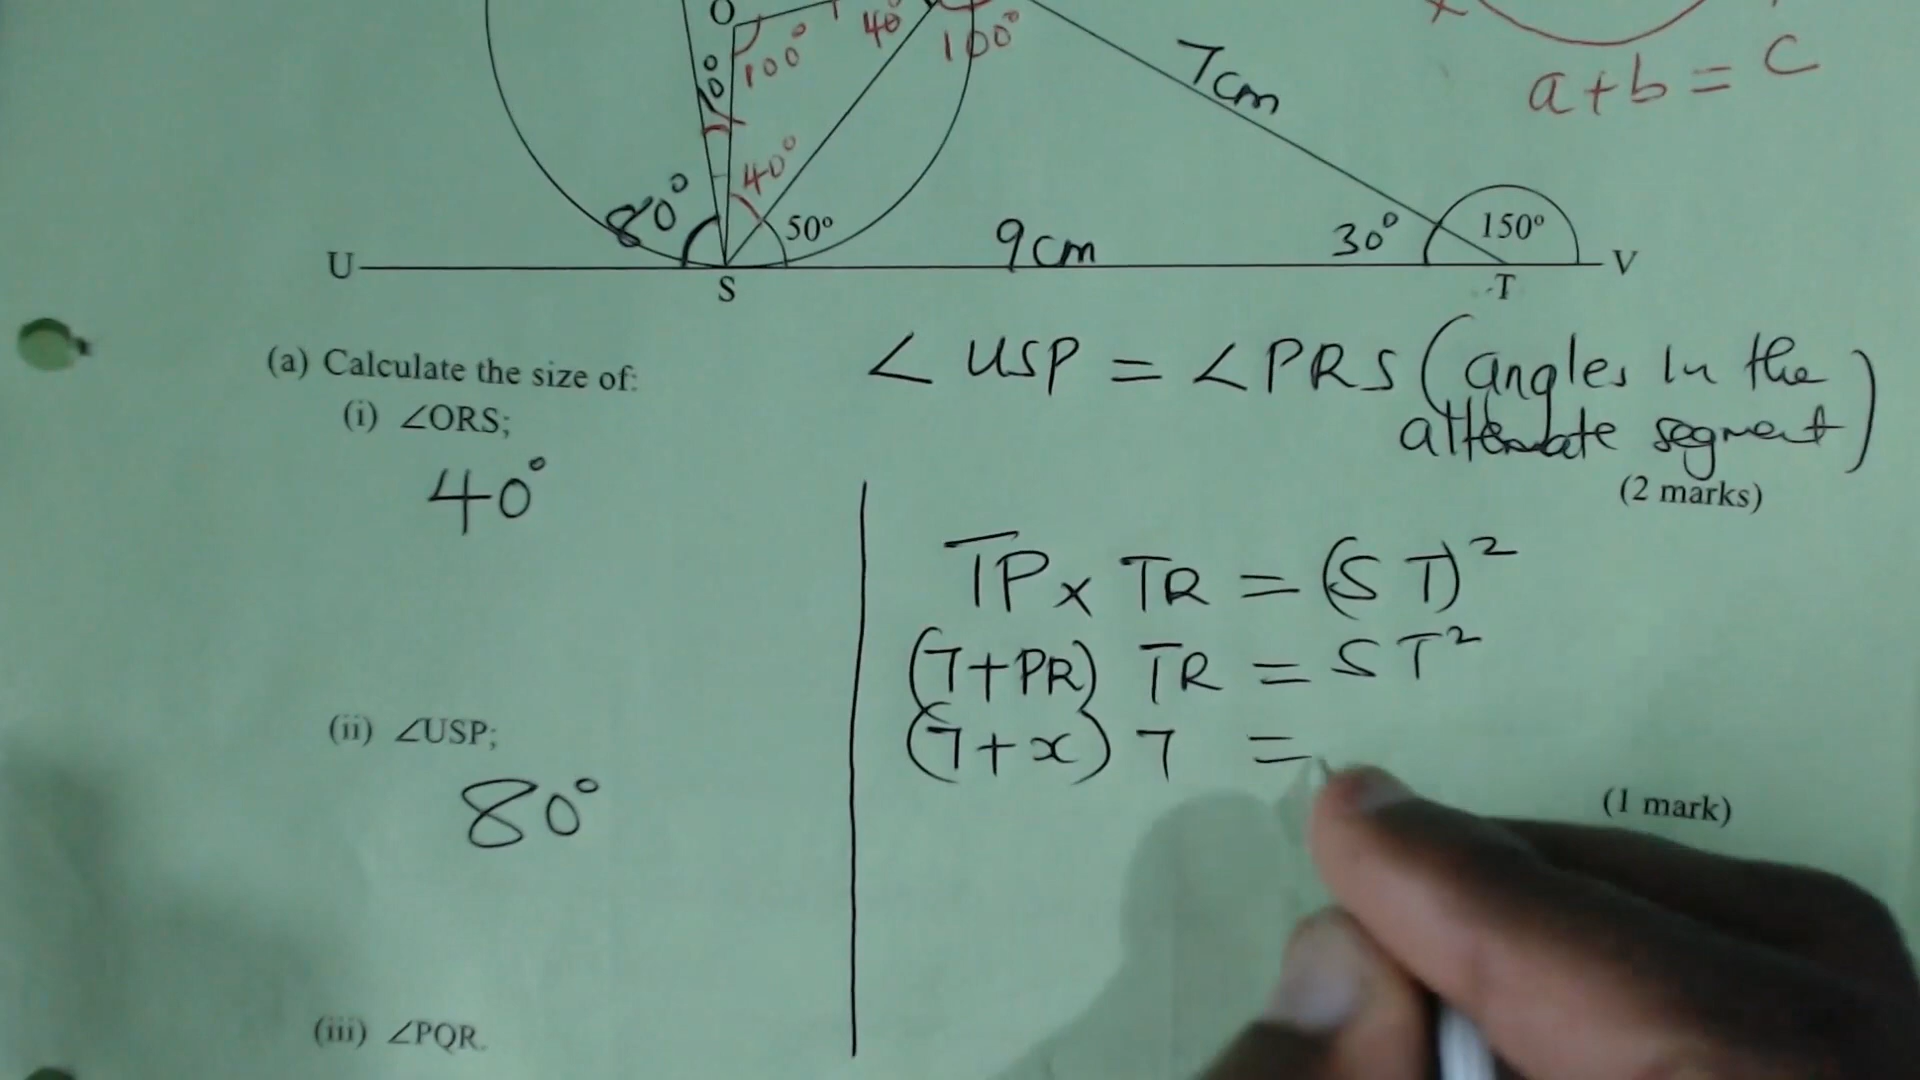 O
40°
100°
100°
7cm
a+b = c
10°
40°
80°
50°
9cm
30°
150°
U
S
T
V
∠USP = ∠PRS (angles in the
alternate segment)
(a) Calculate the size of:
(i) ∠ORS;
40°
(2 marks)
TP x TR = (ST)²
(7+PR) TR = ST²
(7+x) 7 =
(ii) ∠USP;
80°
(1 mark)
(iii) ∠PQR.